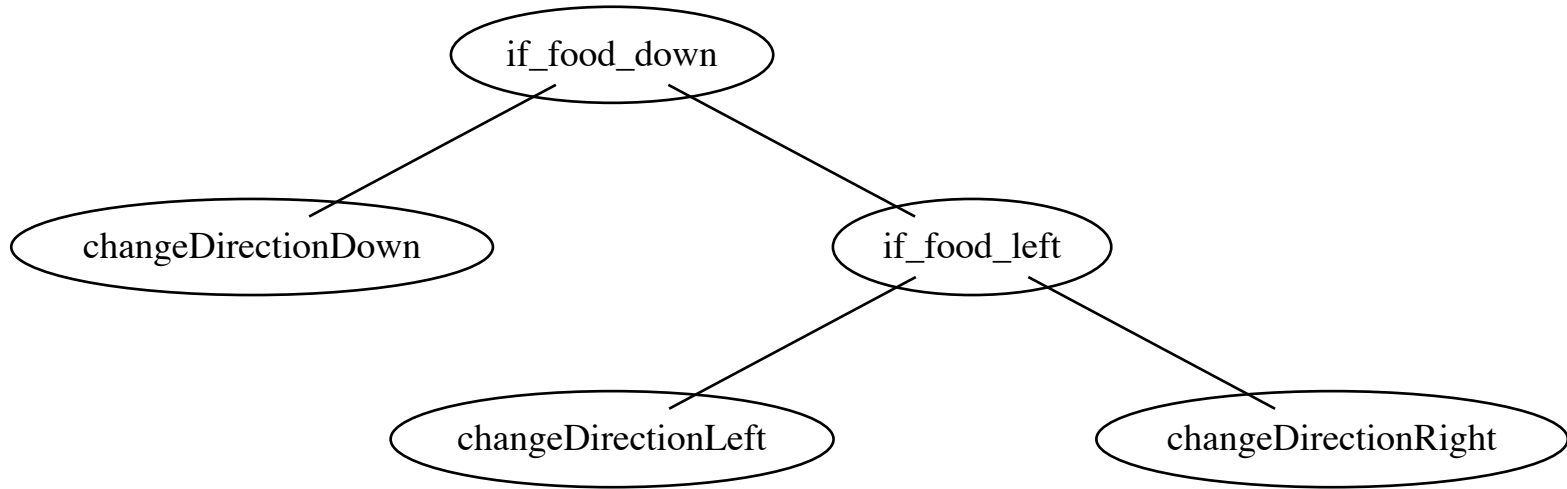 if_food_down
changeDirectionDown
if_food_left
changeDirectionLeft
changeDirectionRight